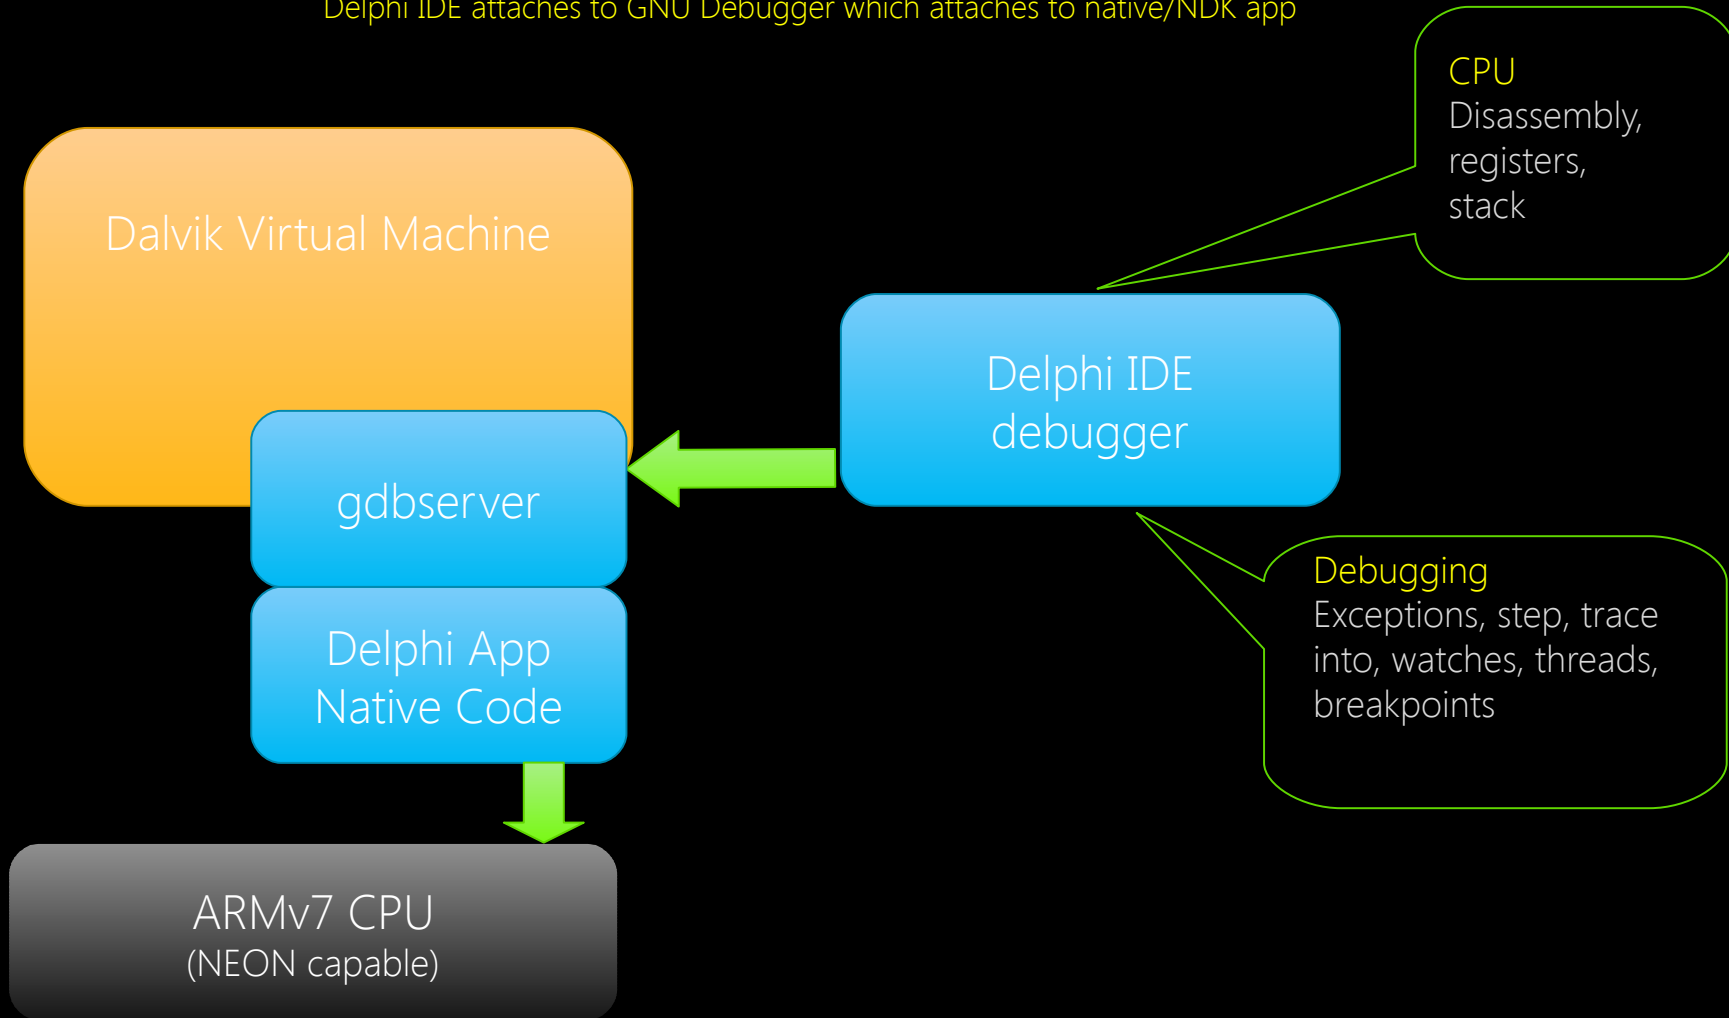 Delphi IDE attaches to GNU Debugger which attaches to native/NDK app
CPU
Disassembly,
registers,
stack
Dalvik Virtual Machine
Delphi IDE
debugger
gdbserver
Debugging
Exceptions, step, trace
into, watches, threads,
breakpoints
Delphi App
Native Code
ARMv7 CPU
(NEON capable)